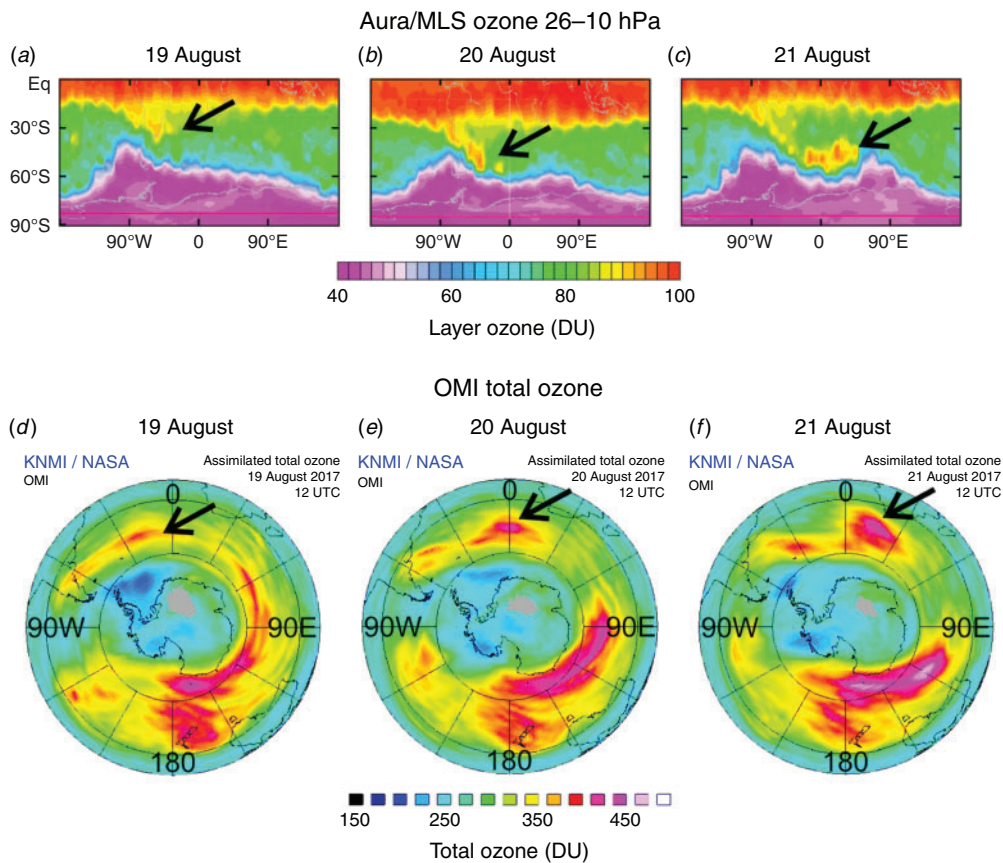 Aura/MLS ozone 26–10 hPa
(a) 19 August
(b) 20 August
(c) 21 August
Eq
30°S
60°S
90°S
90°W 0 90°E
90°W 0 90°E
90°W 0 90°E
40 60 80 100
Layer ozone (DU)
OMI total ozone
(d) 19 August
(e) 20 August
(f) 21 August
KNMI / NASA
OMI
Assimilated total ozone
19 August 2017
12 UTC
0
90W
90E
180
KNMI / NASA
OMI
Assimilated total ozone
20 August 2017
12 UTC
0
90W
90E
180
KNMI / NASA
OMI
Assimilated total ozone
21 August 2017
12 UTC
0
90W
90E
180
150 250 350 450
Total ozone (DU)